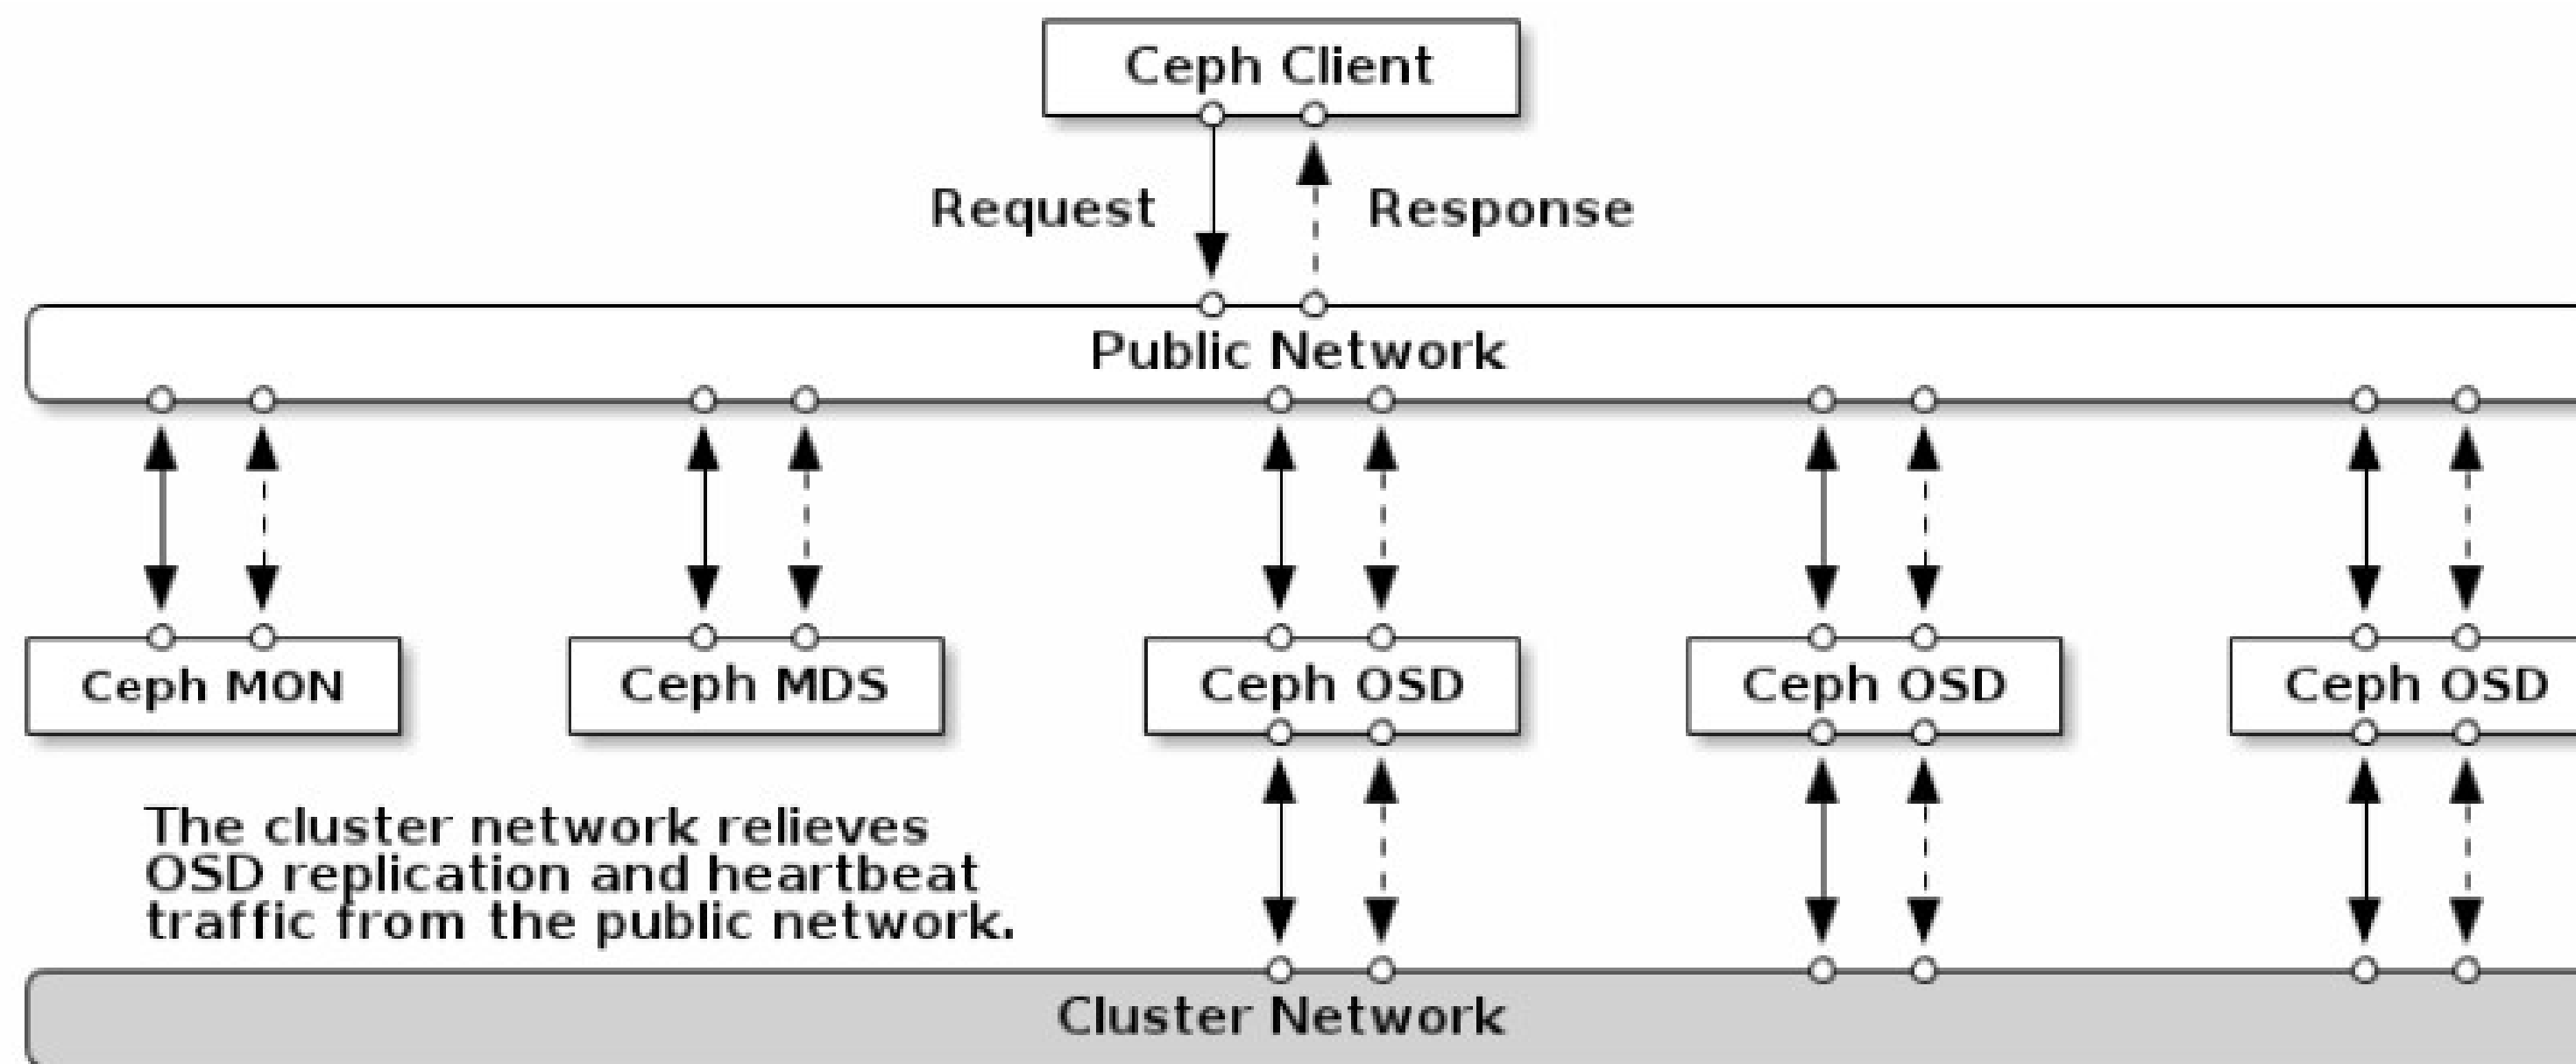 Ceph Client
Request
Response
Public Network
Ceph MON
Ceph MDS
Ceph OSD
Ceph OSD
Ceph OSD
The cluster network relieves
OSD replication and heartbeat
traffic from the public network.
Cluster Network